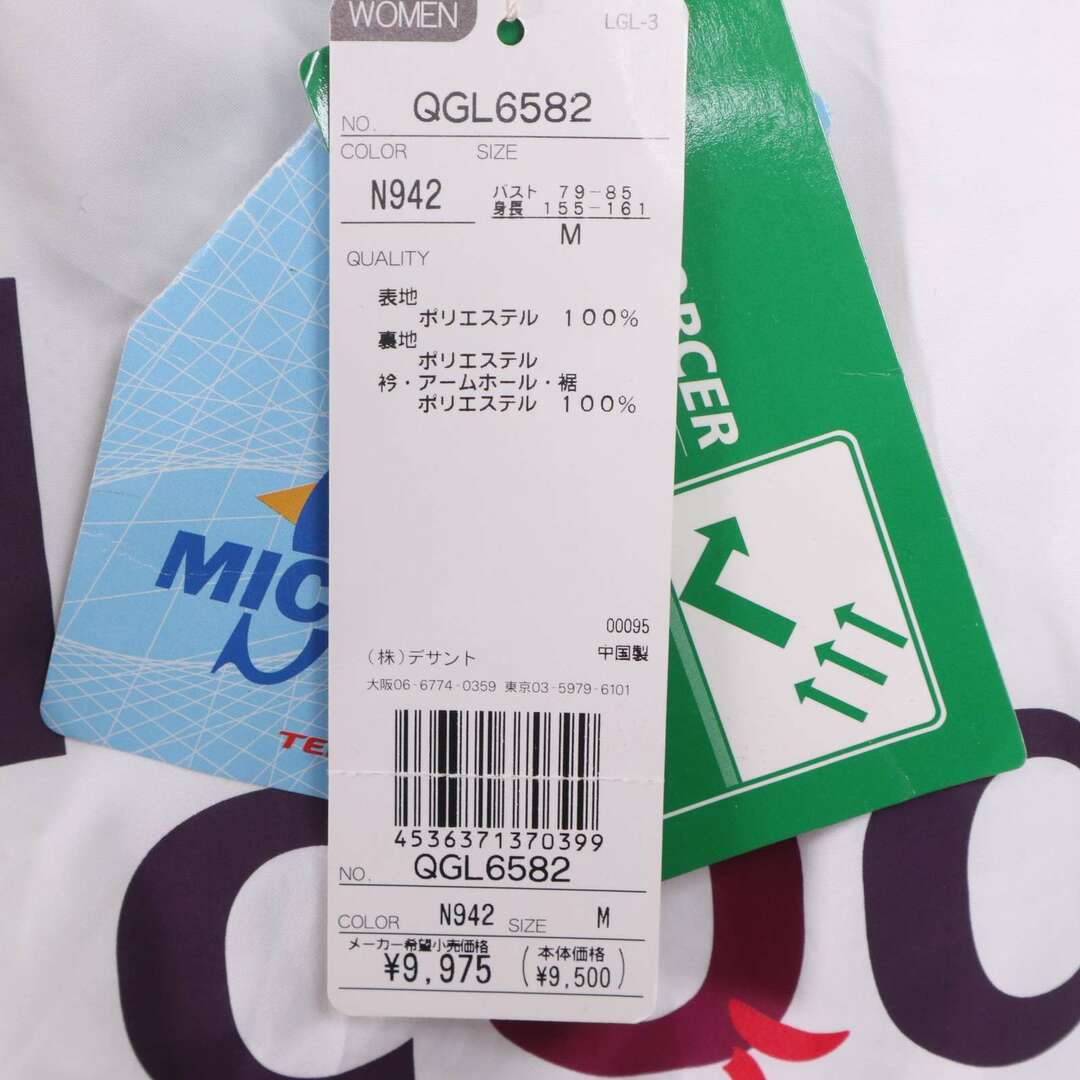 WOMEN
LGL-3
NO. QGL6582
COLOR SIZE
N942
バスト 79-85
身長 155-161
M
QUALITY
表地
ポリエステル 100%
裏地
ポリエステル
衿・アームホール・裾
ポリエステル 100%
00095
(株)デサント 中国製
大阪06-6774-0359 東京03-5979-6101
4536371370399
NO. QGL6582
COLOR N942 SIZE M
メーカー希望小売価格
¥9,975
(本体価格
¥9,500)
MIC